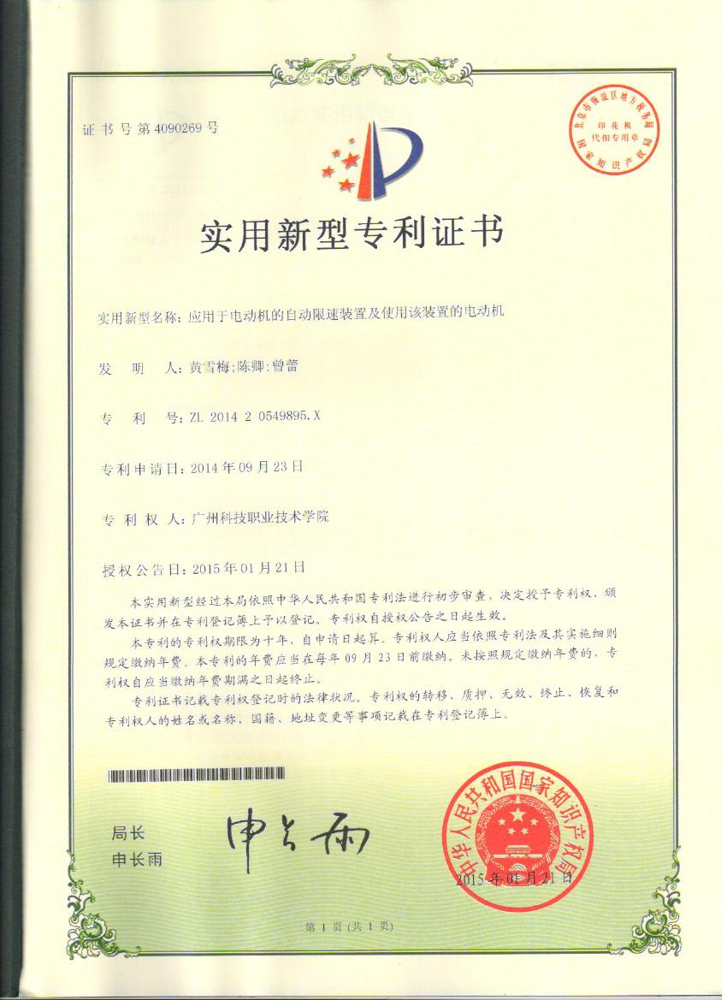 证书号第4090269号
北京市海淀区地方税务局
印花税
代扣专用章
国家知识产权局
实用新型专利证书
实用新型名称：应用于电动机的自动限速装置及使用该装置的电动机
发明人：黄雪梅;陈卿;曾蕾
专利号：ZL 2014 2 0549895.X
专利申请日：2014年09月23日
专利权人：广州科技职业技术学院
授权公告日：2015年01月21日
本实用新型经过本局依照中华人民共和国专利法进行初步审查，决定授予专利权，颁
发本证书并在专利登记簿上予以登记。专利权自授权公告之日起生效。
本专利的专利权期限为十年，自申请日起算。专利权人应当依照专利法及其实施细则
规定缴纳年费。本专利的年费应当在每年09月23日前缴纳。未按照规定缴纳年费的，专
利权自应当缴纳年费期满之日起终止。
专利证书记载专利权登记时的法律状况。专利权的转移、质押、无效、终止、恢复和
专利权人的姓名或名称、国籍、地址变更等事项记载在专利登记簿上。
局长
申长雨
申长雨
中华人民共和国国家知识产权局
2015年01月21日
第1页(共1页)